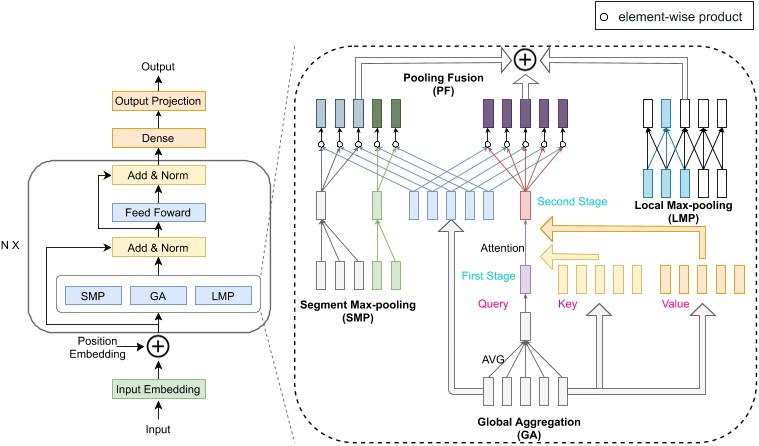 element-wise product
Output
Output Projection
Dense
Add & Norm
Feed Foward
Add & Norm
N X
SMP
GA
LMP
Position
Embedding
Input Embedding
Input
Pooling Fusion
(PF)
Second Stage
Local Max-pooling
(LMP)
Attention
First Stage
Segment Max-pooling
(SMP)
Query
Key
Value
AVG
Global Aggregation
(GA)